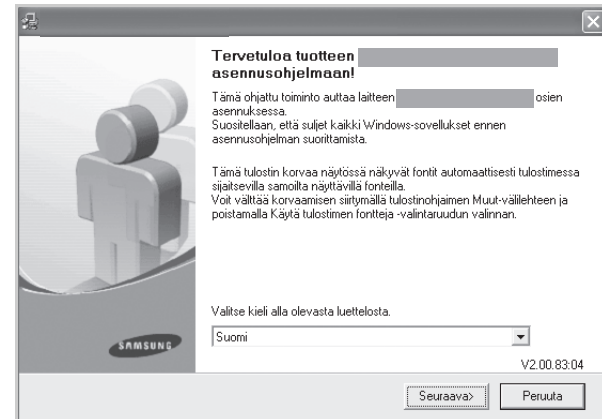 Tervetuloa tuotteen
asennusohjelmaan!
Tämä ohjattu toiminto auttaa laitteen osien
asennuksessa.
Suositellaan, että suljet kaikki Windows-sovellukset ennen
asennusohjelman suorittamista.
Tämä tulostin korvaa näytössä näkyvät fontit automaattisesti tulostimessa
sijaitsevilla samoilta näyttävillä fonteilla.
Voit välttää korvaamisen siirtymällä tulostinohjaimen Muut-välilehteen ja
poistamalla Käytä tulostimen fontteja -valintaruudun valinnan.
Valitse kieli alla olevasta luettelosta.
SAMSUNG
Suomi
V2.00.83:04
Seuraava>
Peruuta